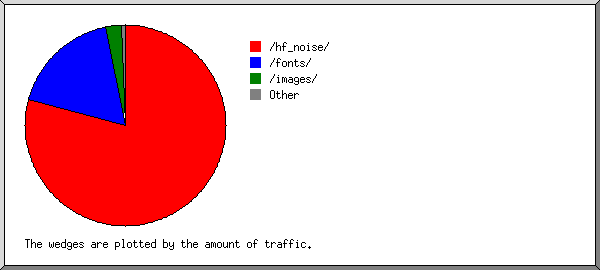 /hf_noise/
/fonts/
/images/
Other
The wedges are plotted by the amount of traffic.